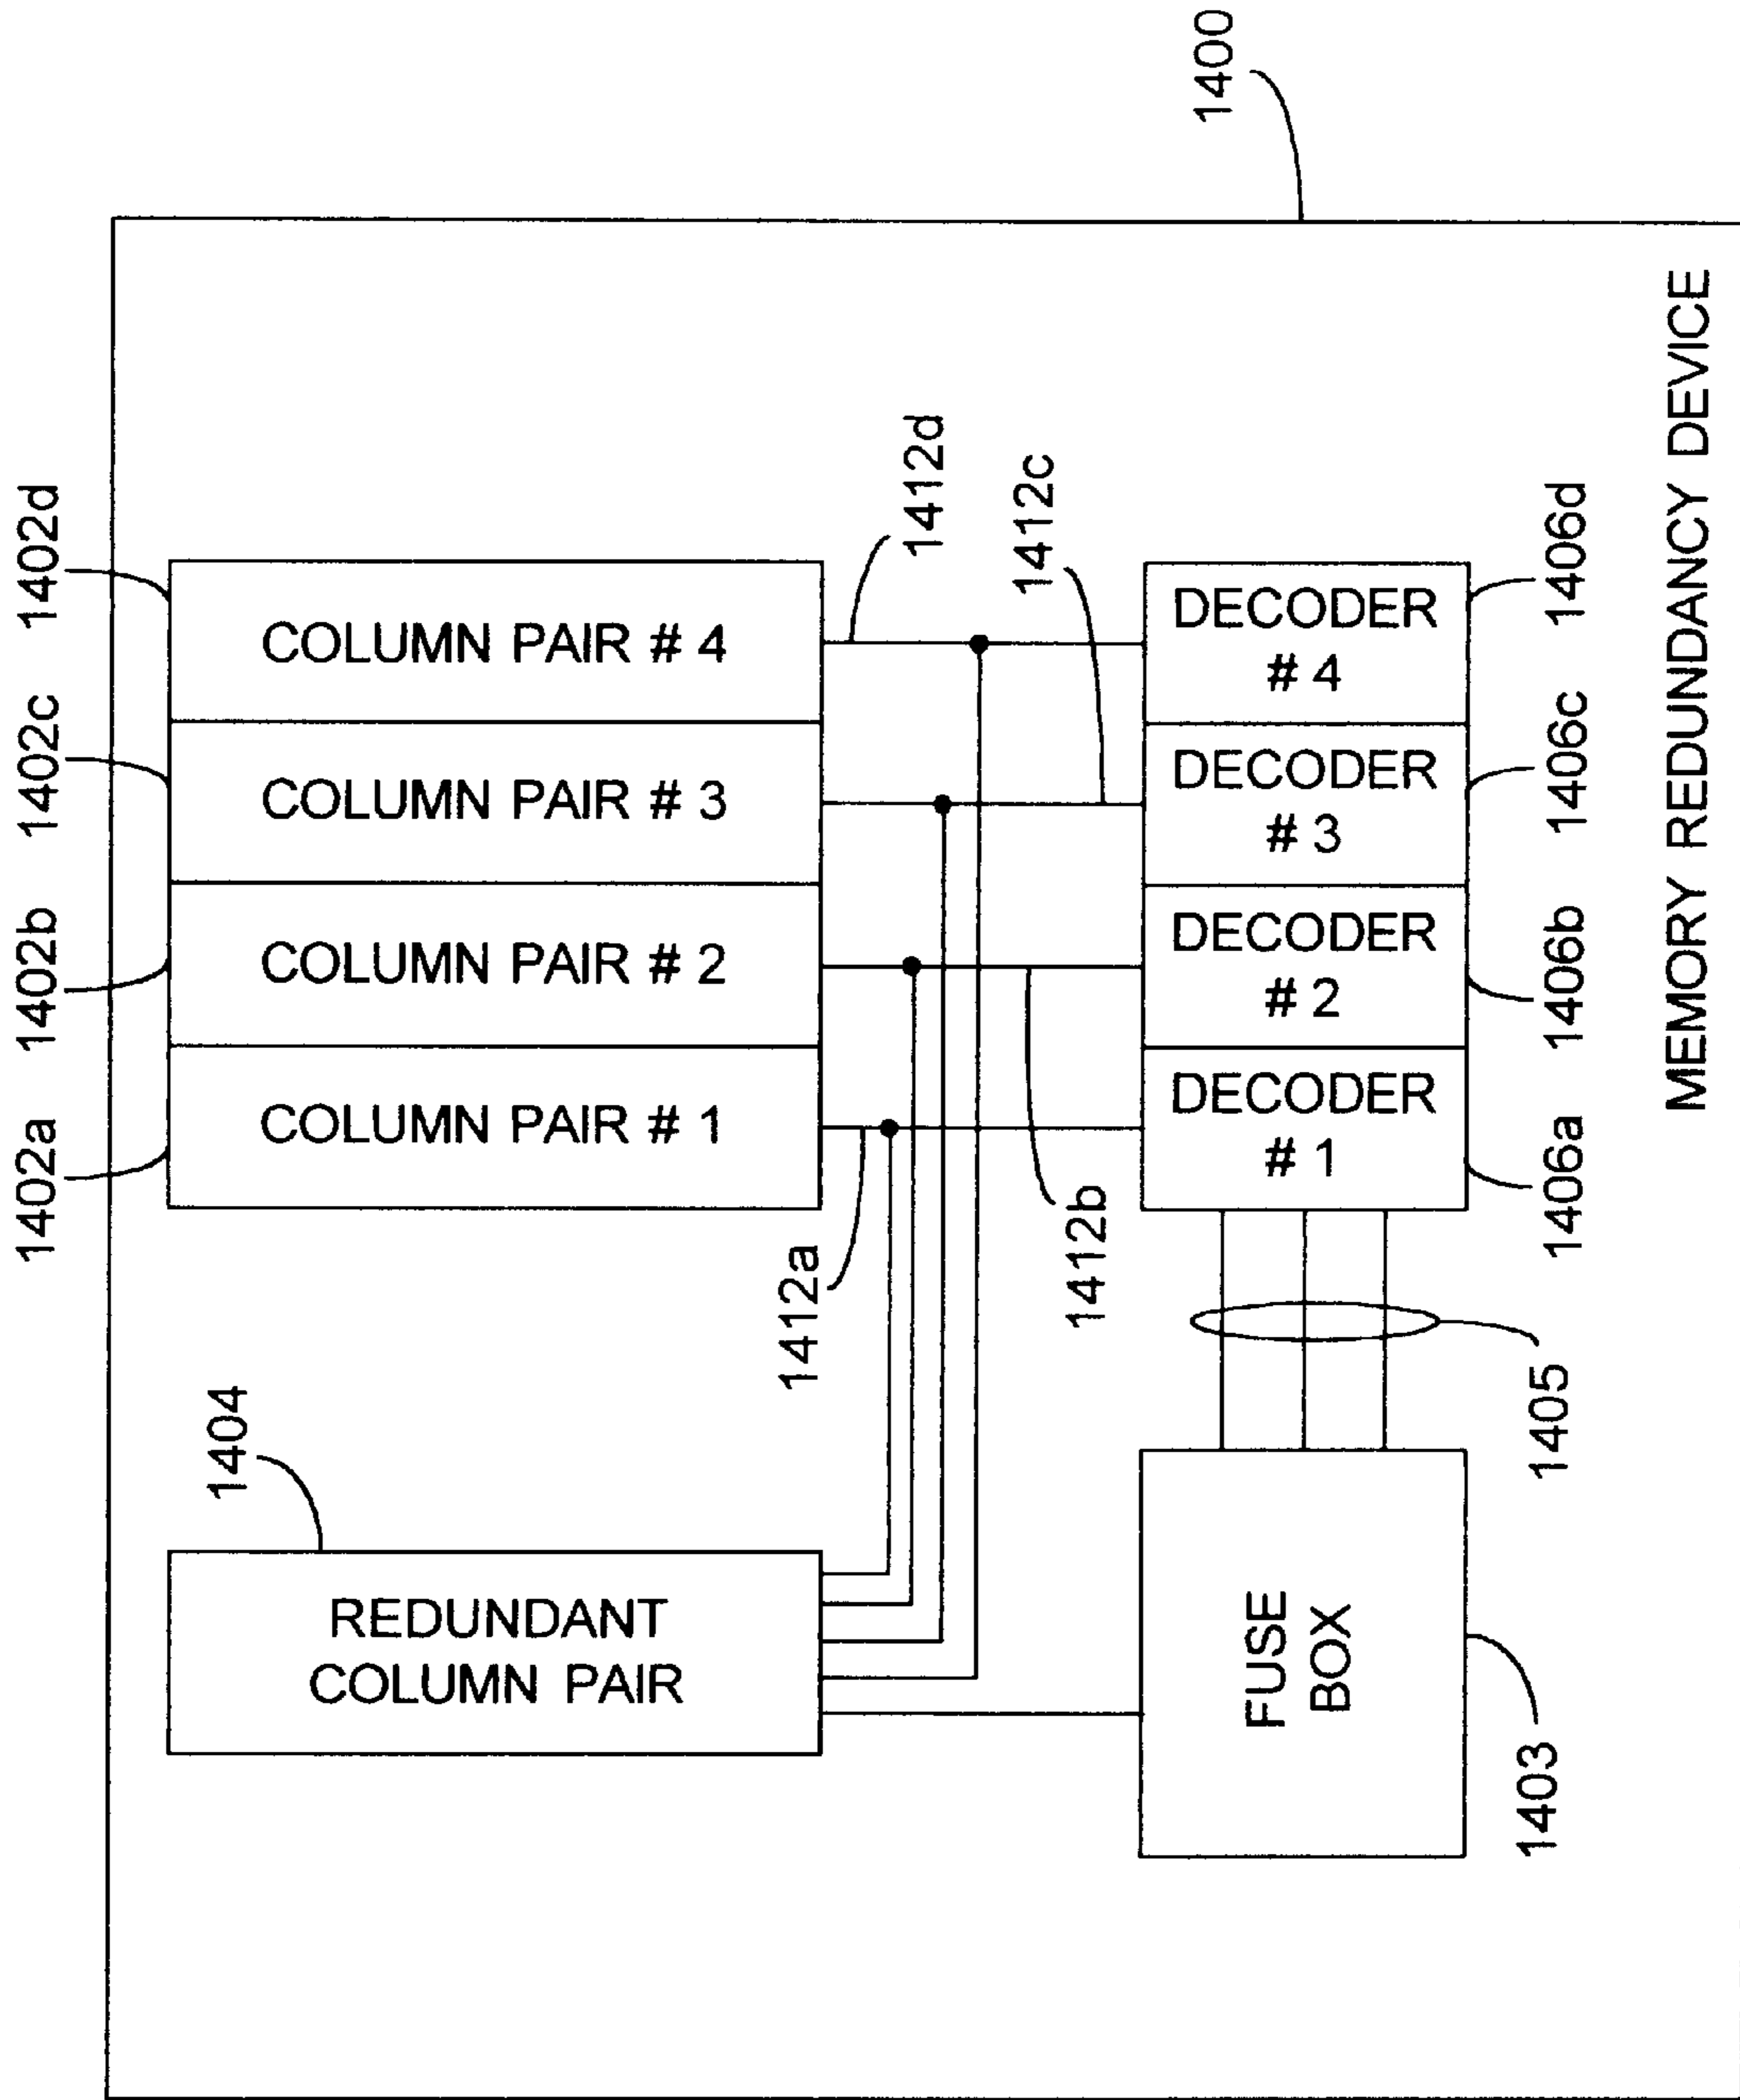 1402a
1402b
1402c
1402d
1404
REDUNDANT
COLUMN PAIR
COLUMN PAIR # 1
COLUMN PAIR # 2
COLUMN PAIR # 3
COLUMN PAIR # 4
1412a
1412b
1412c
1412d
1400
FUSE
BOX
1403
1405
DECODER
# 1
DECODER
# 2
DECODER
# 3
DECODER
# 4
1406a
1406b
1406c
1406d
MEMORY REDUNDANCY DEVICE